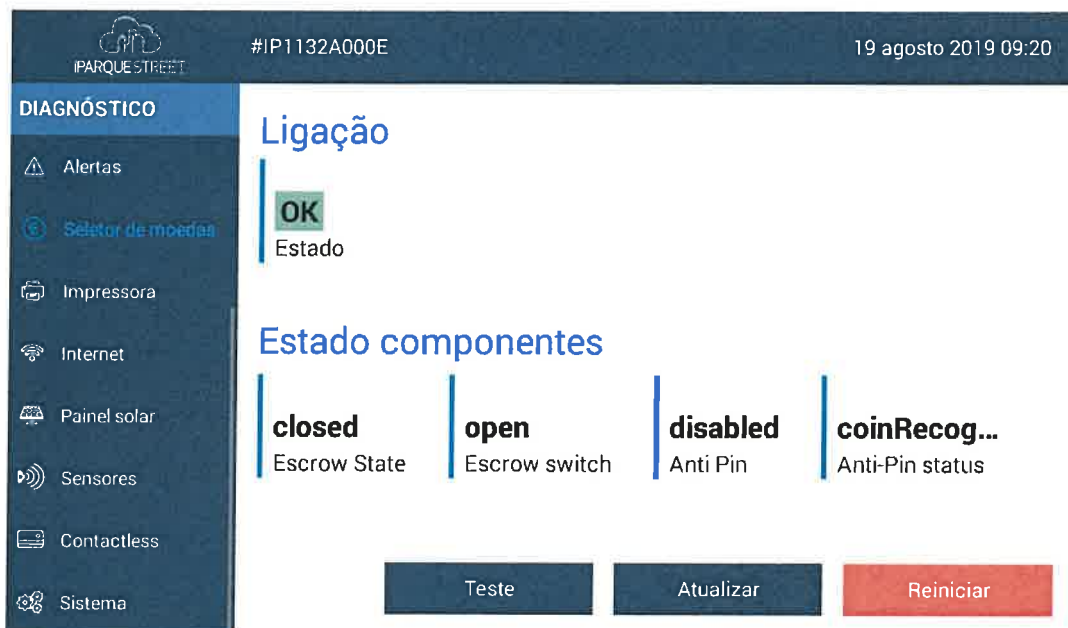 iPARQUE STREET
#IP1132A000E
19 agosto 2019 09:20
DIAGNÓSTICO
Alertas
Seletor de moedas
Impressora
Internet
Painel solar
Sensores
Contactless
Sistema
Ligação
OK
Estado
Estado componentes
closed
Escrow State
open
Escrow switch
disabled
Anti Pin
coinRecog...
Anti-Pin status
Teste
Atualizar
Reiniciar